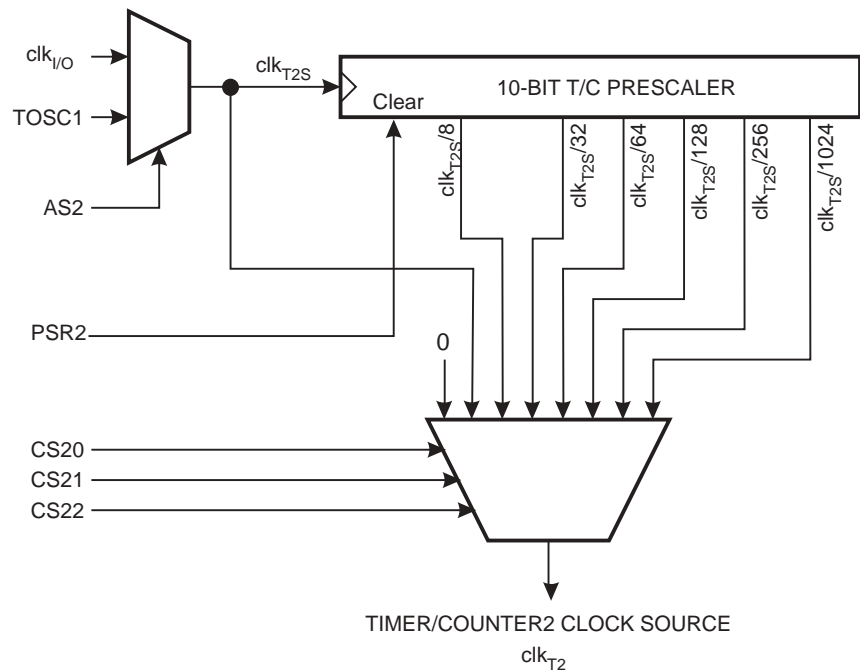 clkI/O
clkT2S
10-BIT T/C PRESCALER
TOSC1
Clear
clkT2S/8
clkT2S/32
clkT2S/64
clkT2S/128
clkT2S/256
clkT2S/1024
AS2
PSR2
0
CS20
CS21
CS22
TIMER/COUNTER2 CLOCK SOURCE
clkT2